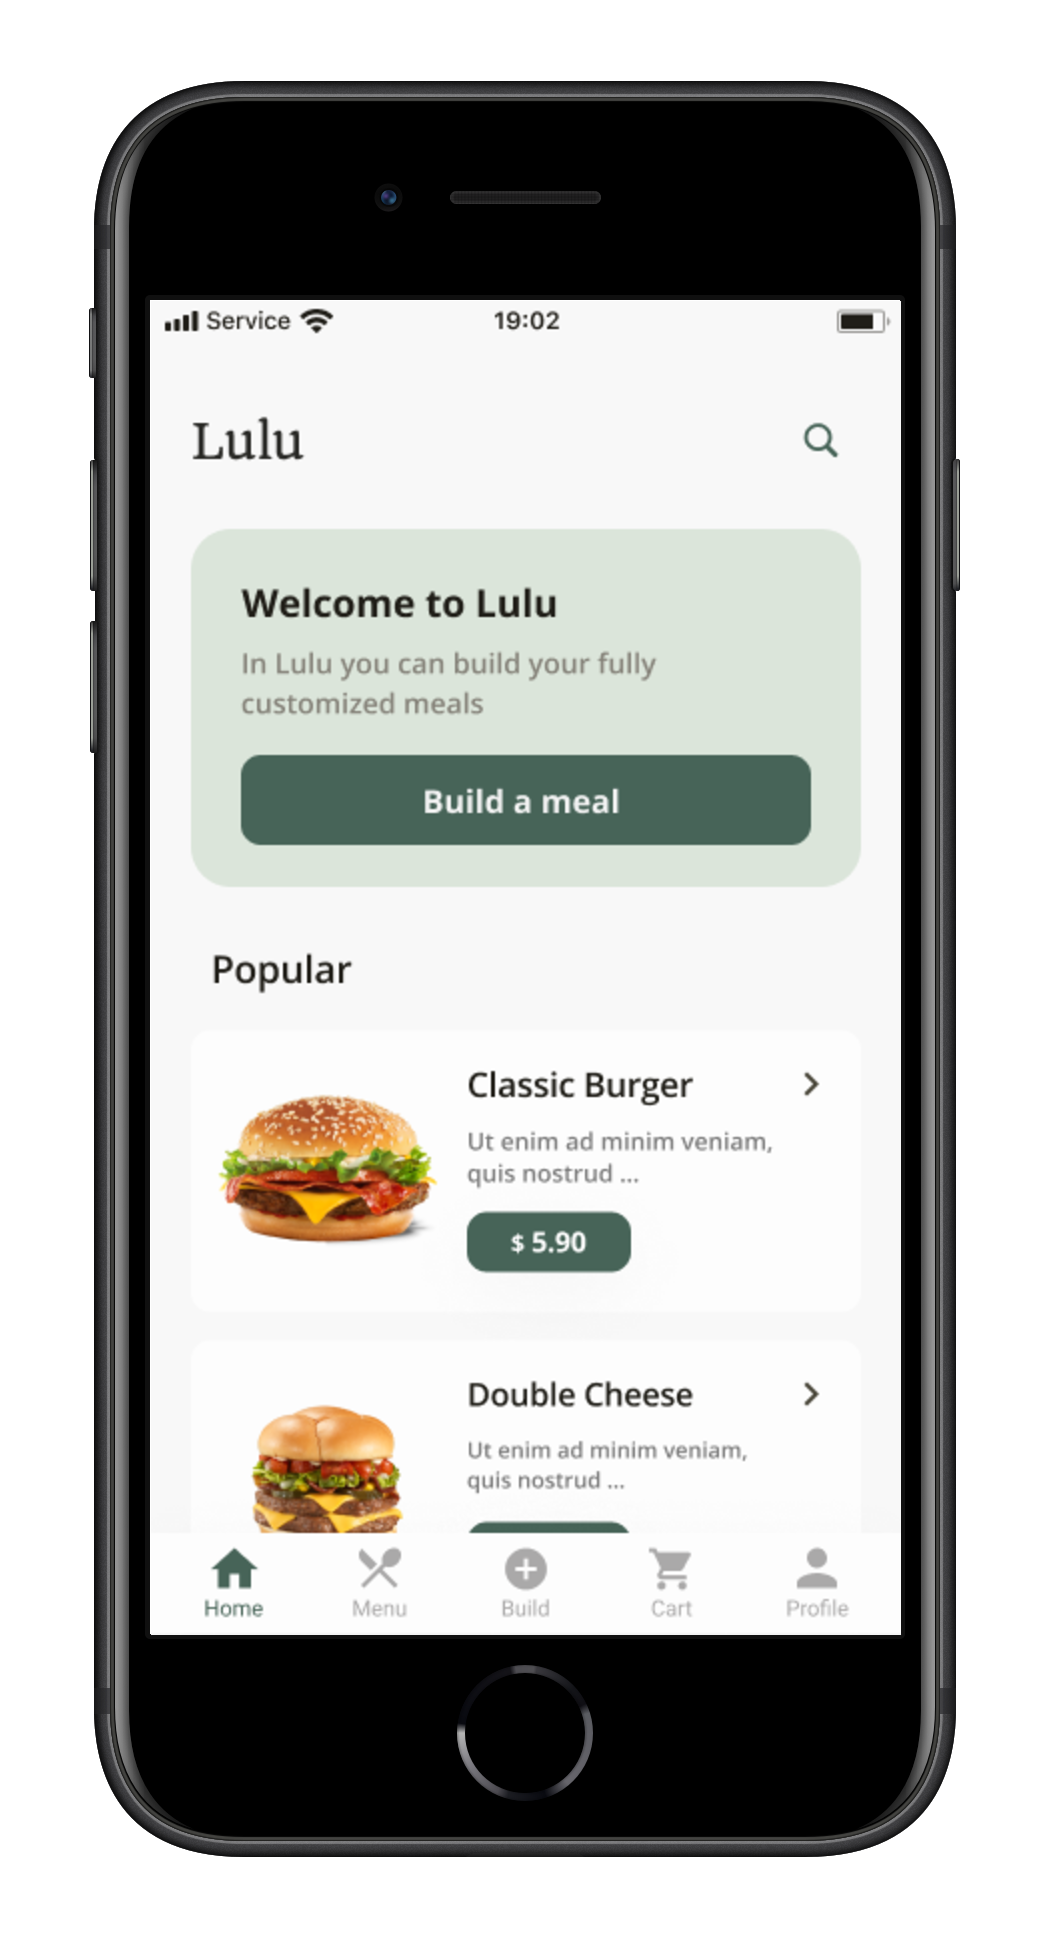 Service
19:02
Lulu
Welcome to Lulu
In Lulu you can build your fully
customized meals
Build a meal
Popular
Classic Burger
Ut enim ad minim veniam,
quis nostrud ...
$ 5.90
Double Cheese
Ut enim ad minim veniam,
quis nostrud ...
Home
Menu
Build
Cart
Profile